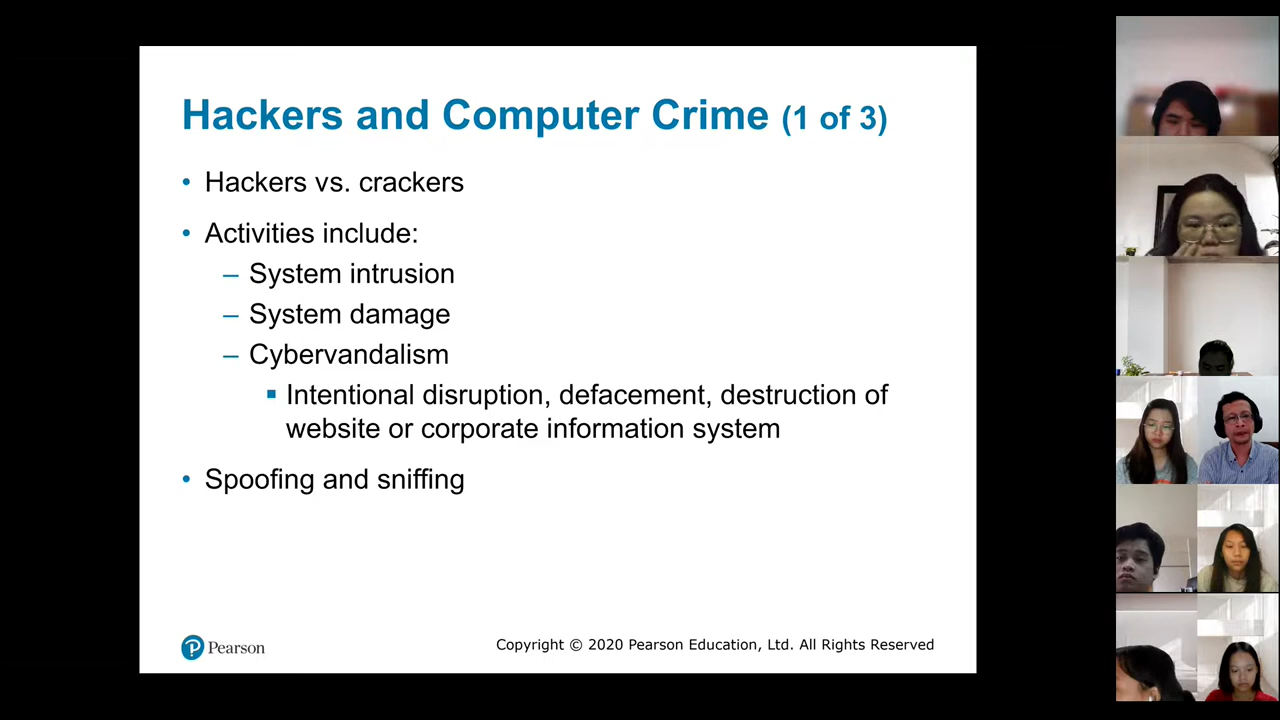 Hackers and Computer Crime (1 of 3)
• Hackers vs. crackers
• Activities include:
– System intrusion
– System damage
– Cybervandalism
▪ Intentional disruption, defacement, destruction of
website or corporate information system
• Spoofing and sniffing
Pearson
Copyright © 2020 Pearson Education, Ltd. All Rights Reserved